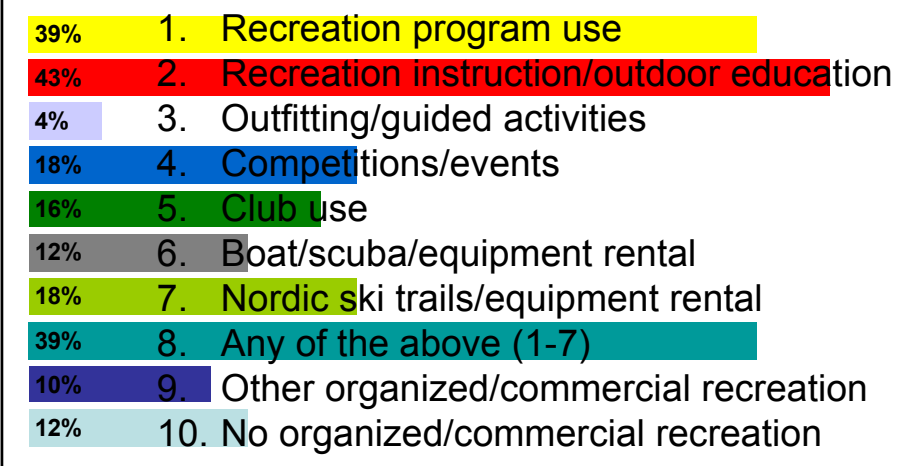 39% 1. Recreation program use
43% 2. Recreation instruction/outdoor education
4% 3. Outfitting/guided activities
18% 4. Competitions/events
16% 5. Club use
12% 6. Boat/scuba/equipment rental
18% 7. Nordic ski trails/equipment rental
39% 8. Any of the above (1-7)
10% 9. Other organized/commercial recreation
12% 10. No organized/commercial recreation